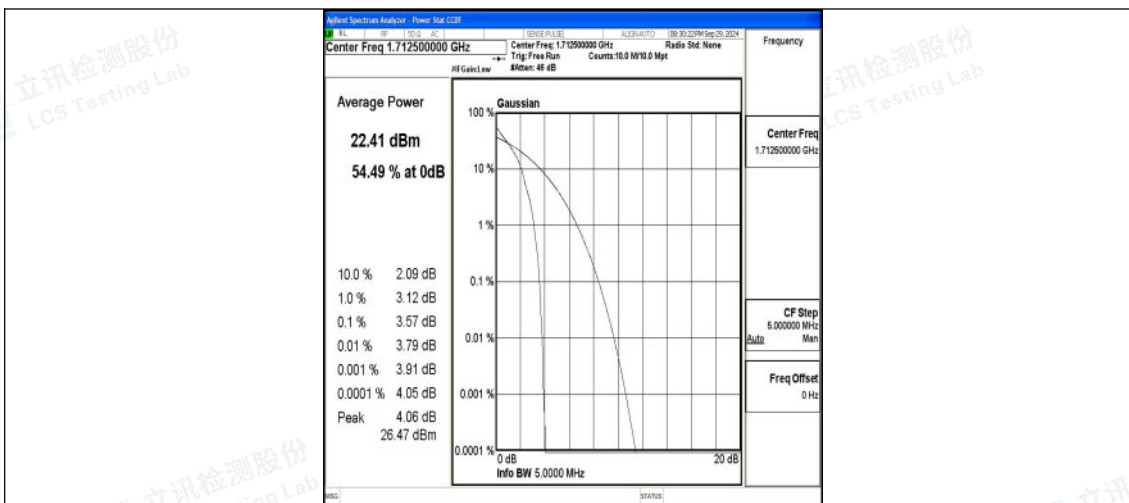 Agilent Spectrum Analyzer - Power Stat CCDF
RL RF 50 Ω AC SENSE:PULSE ALIGNAUTO 08:30:22PM Sep 29, 2024
Center Freq 1.712500000 GHz
Center Freq: 1.712500000 GHz
Radio Std: None
Trig: Free Run
Counts:10.0 M/10.0 Mpt
#IFGain:Low
#Atten: 46 dB
Average Power
22.41 dBm
54.49 % at 0dB
10.0 % 2.09 dB
1.0 % 3.12 dB
0.1 % 3.57 dB
0.01 % 3.79 dB
0.001 % 3.91 dB
0.0001 % 4.05 dB
Peak 4.06 dB
26.47 dBm
Gaussian
100 %
10 %
1 %
0.1 %
0.01 %
0.001 %
0.0001 %
0 dB
20 dB
Info BW 5.0000 MHz
Frequency
Center Freq
1.712500000 GHz
CF Step
5.000000 MHz
Auto Man
Freq Offset
0 Hz
MSG
STATUS
立讯检测股份
LCS Testing Lab
立讯检测股份
LCS Testing Lab
立讯检测股份